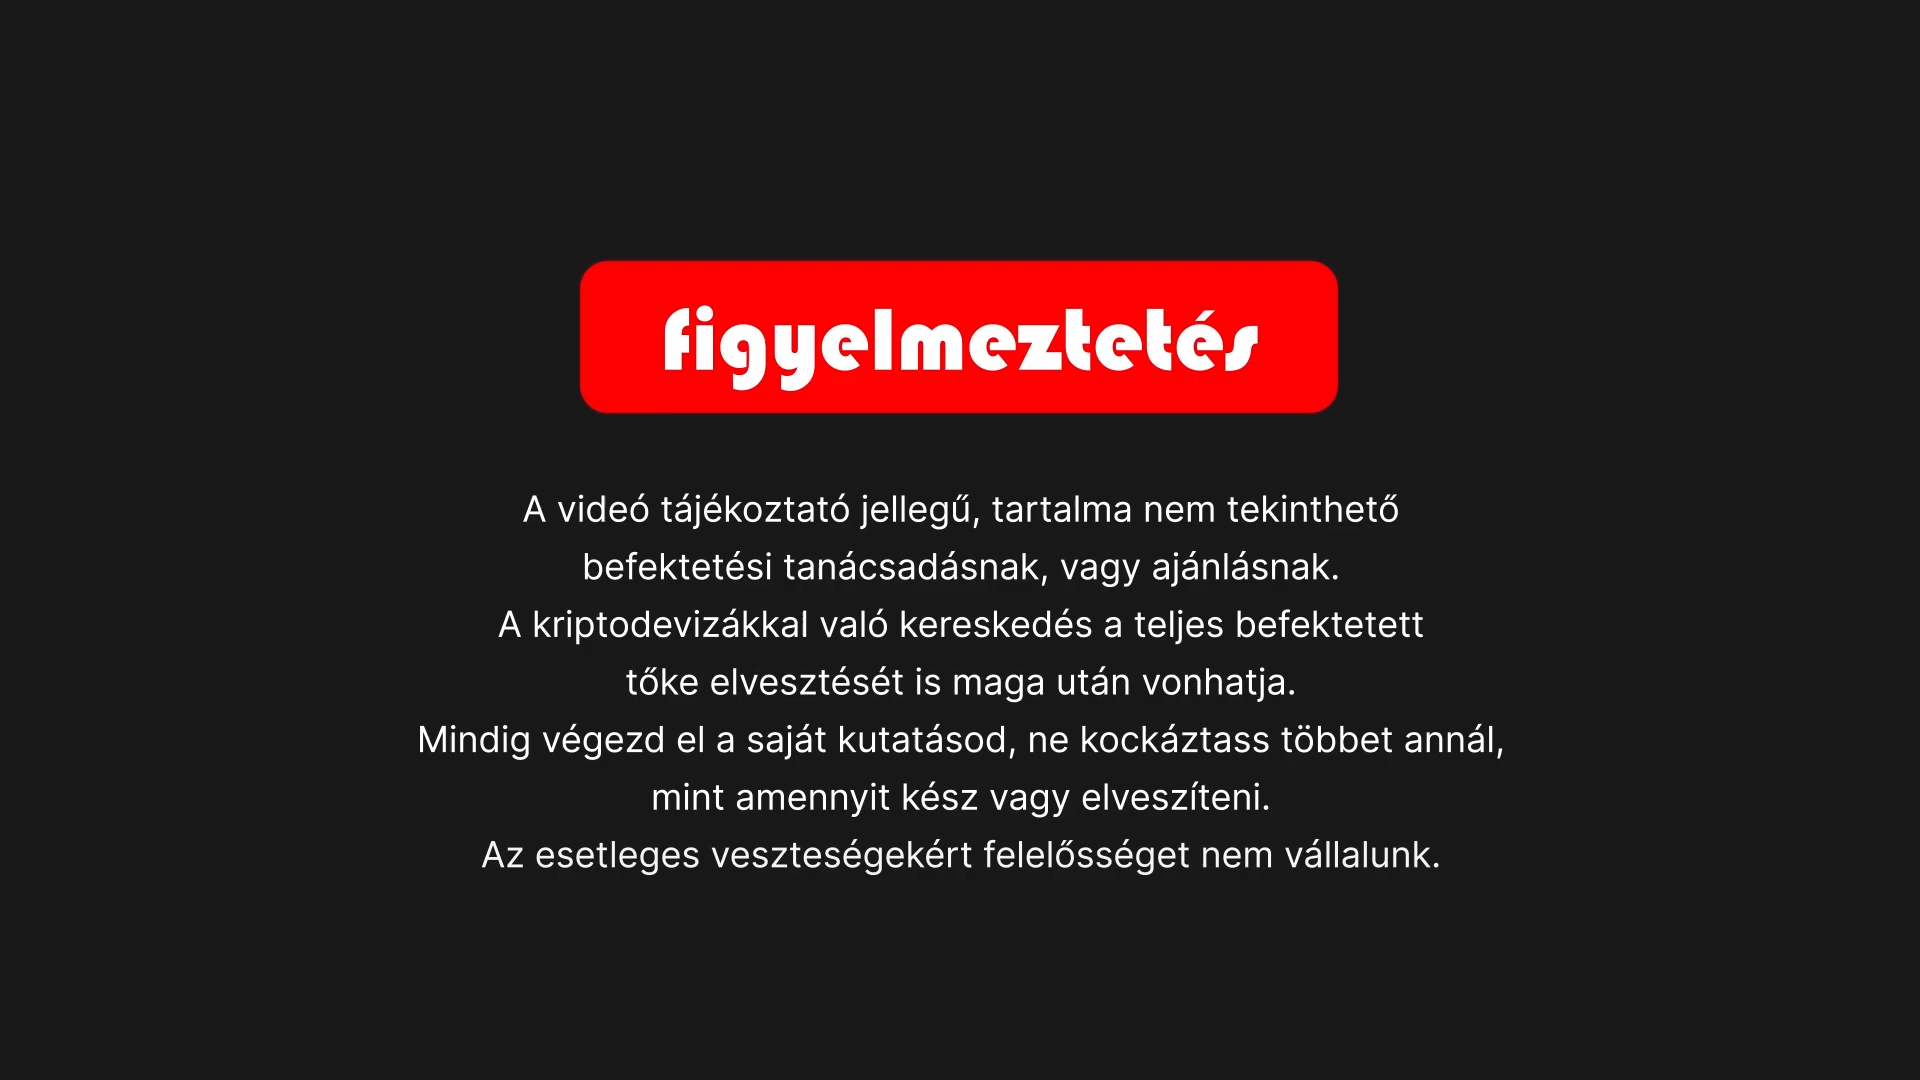 figyelmeztetés
A videó tájékoztató jellegű, tartalma nem tekinthető
befektetési tanácsadásnak, vagy ajánlásnak.
A kriptodevizákkal való kereskedés a teljes befektetett
tőke elvesztését is maga után vonhatja.
Mindig végezd el a saját kutatásod, ne kockáztass többet annál,
mint amennyit kész vagy elveszíteni.
Az esetleges veszteségekért felelősséget nem vállalunk.